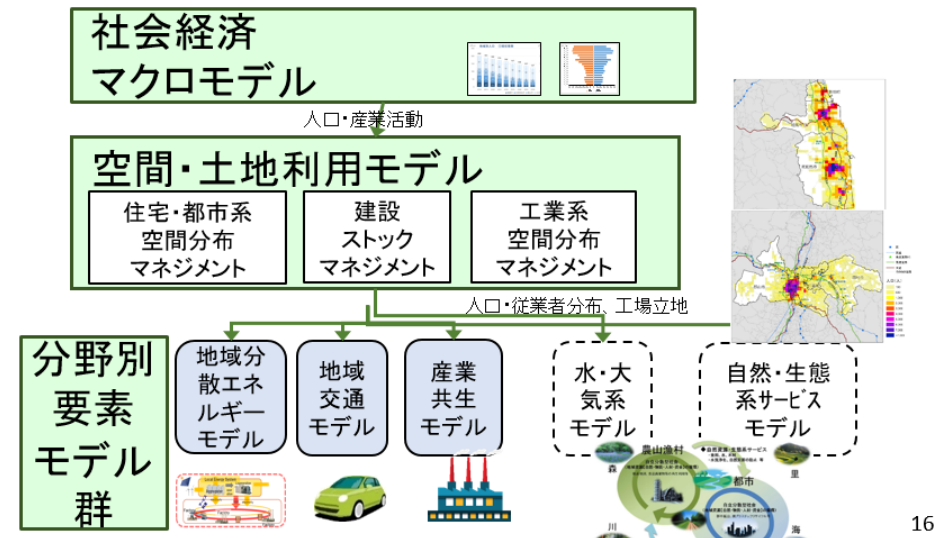 社会経済
マクロモデル
人口・産業活動
空間・土地利用モデル
住宅・都市系
空間分布
マネジメント
建設
ストック
マネジメント
工業系
空間分布
マネジメント
人口・従業者分布、工場立地
分野別
要素
モデル
群
地域分
散エネ
ルギー
モデル
地域
交通
モデル
産業
共生
モデル
水・大
気系
モデル
自然・生態
系サービス
モデル
農山漁村
森
里
都市
川
海
16